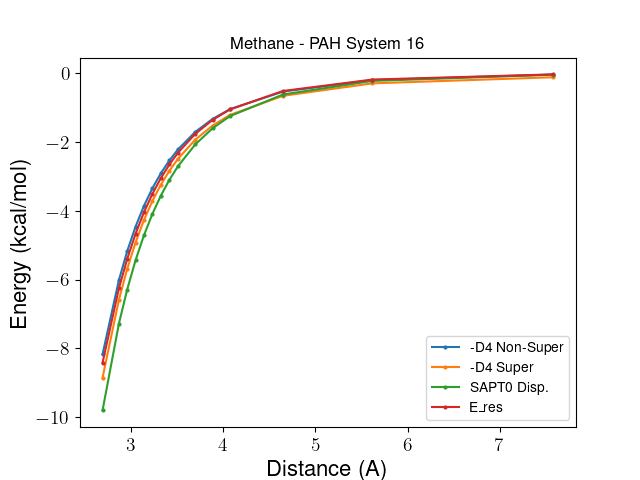 Methane - PAH System 16
Energy (kcal/mol)
0
−2
−4
−6
−8
−10
3
4
5
6
7
Distance (A)
-D4 Non-Super
-D4 Super
SAPT0 Disp.
E_res